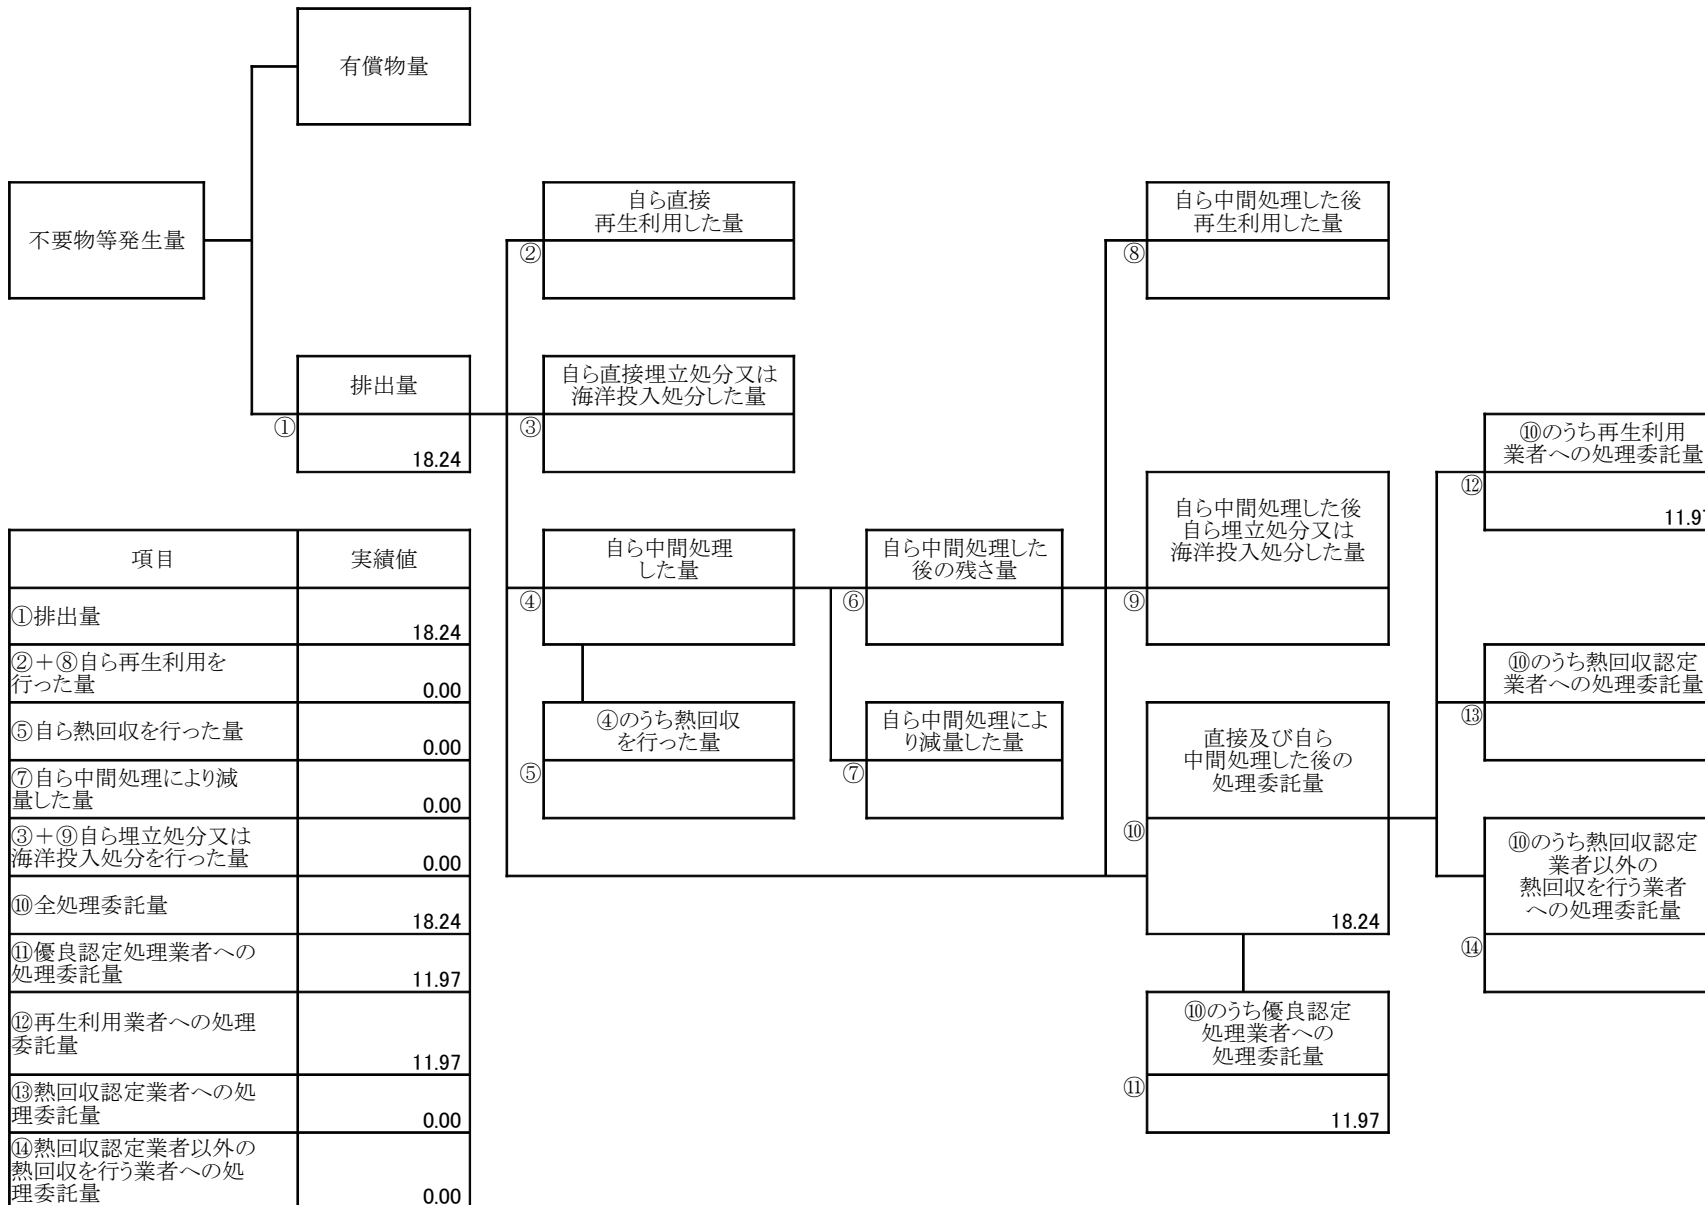 有償物量
不要物等発生量
自ら直接
再生利用した量
②
自ら中間処理した後
再生利用した量
⑧
排出量
①
18.24
自ら直接埋立処分又は
海洋投入処分した量
③
⑩のうち再生利用
業者への処理委託量
⑫
11.97
自ら中間処理
した量
④
自ら中間処理した
後の残さ量
⑥
自ら中間処理した後
自ら埋立処分又は
海洋投入処分した量
⑨
⑩のうち熱回収認定
業者への処理委託量
⑬
④のうち熱回収
を行った量
⑤
自ら中間処理によ
り減量した量
⑦
直接及び自ら
中間処理した後の
処理委託量
⑩
18.24
⑩のうち熱回収認定
業者以外の
熱回収を行う業者
への処理委託量
⑭
⑩のうち優良認定
処理業者への
処理委託量
⑪
11.97
項目 実績値
①排出量
18.24
②＋⑧自ら再生利用を
行った量
0.00
⑤自ら熱回収を行った量
0.00
⑦自ら中間処理により減
量した量
0.00
③＋⑨自ら埋立処分又は
海洋投入処分を行った量
0.00
⑩全処理委託量
18.24
⑪優良認定処理業者への
処理委託量
11.97
⑫再生利用業者への処理
委託量
11.97
⑬熱回収認定業者への処
理委託量
0.00
⑭熱回収認定業者以外の
熱回収を行う業者への処
理委託量
0.00